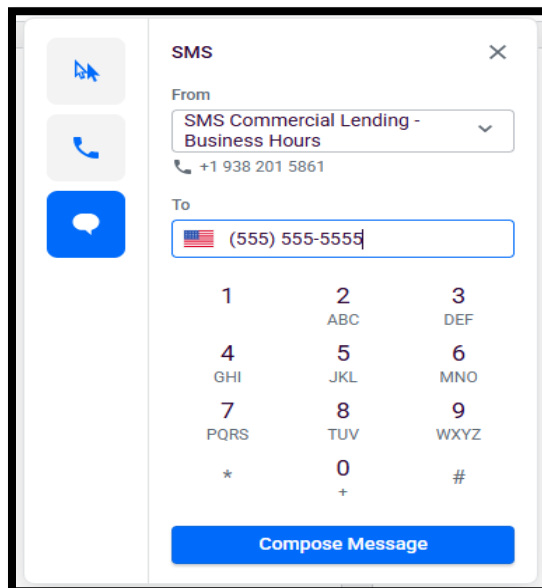 SMS
From
SMS Commercial Lending -
Business Hours
+1 938 201 5861
To
(555) 555-5555
1 2 3
ABC DEF
4 5 6
GHI JKL MNO
7 8 9
PQRS TUV WXYZ
* 0 #
+
Compose Message